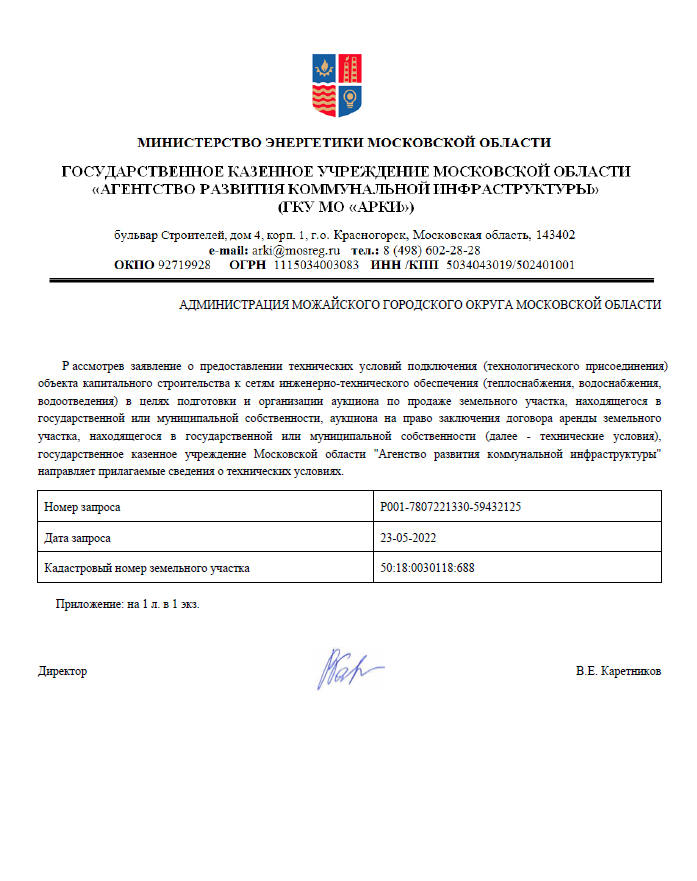 МИНИСТЕРСТВО ЭНЕРГЕТИКИ МОСКОВСКОЙ ОБЛАСТИ
ГОСУДАРСТВЕННОЕ КАЗЕННОЕ УЧРЕЖДЕНИЕ МОСКОВСКОЙ ОБЛАСТИ
«АГЕНТСТВО РАЗВИТИЯ КОММУНАЛЬНОЙ ИНФРАСТРУКТУРЫ»
(ГКУ МО «АРКИ»)
бульвар Строителей, дом 4, корп. 1, г.о. Красногорск, Московская область, 143402
e-mail: arki@mosreg.ru тел.: 8 (498) 602-28-28
ОКПО 92719928 ОГРН 1115034003083 ИНН /КПП 5034043019/502401001
АДМИНИСТРАЦИЯ МОЖАЙСКОГО ГОРОДСКОГО ОКРУГА МОСКОВСКОЙ ОБЛАСТИ
Р ассмотрев заявление о предоставлении технических условий подключения (технологического присоединения)
объекта капитального строительства к сетям инженерно-технического обеспечения (теплоснабжения, водоснабжения,
водоотведения) в целях подготовки и организации аукциона по продаже земельного участка, находящегося в
государственной или муниципальной собственности, аукциона на право заключения договора аренды земельного
участка, находящегося в государственной или муниципальной собственности (далее - технические условия),
государственное казенное учреждение Московской области "Агенство развития коммунальной инфраструктуры"
направляет прилагаемые сведения о технических условиях.
Номер запроса P001-7807221330-59432125
Дата запроса 23-05-2022
Кадастровый номер земельного участка 50:18:0030118:688
Приложение: на 1 л. в 1 экз.
Директор В.Е. Каретников